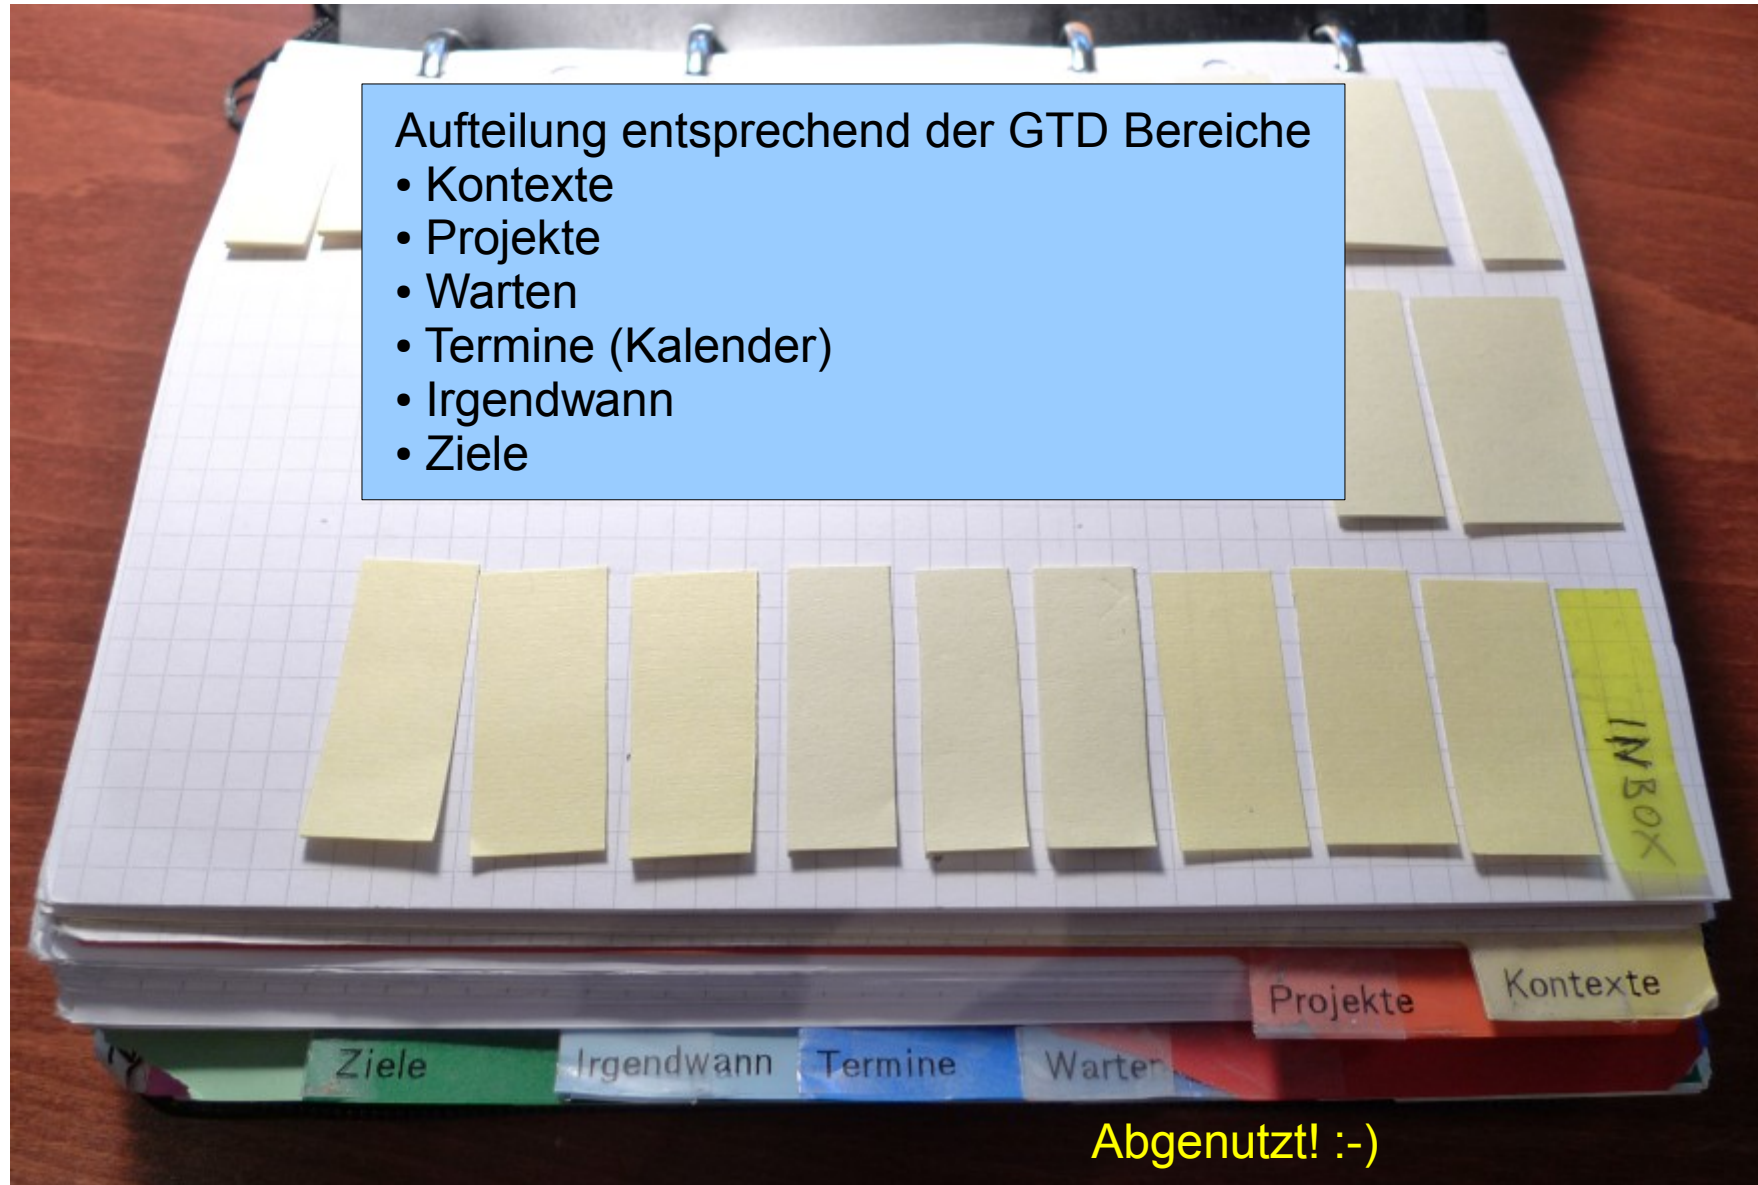 Aufteilung entsprechend der GTD Bereiche
• Kontexte
• Projekte
• Warten
• Termine (Kalender)
• Irgendwann
• Ziele
INBOX
Kontexte
Projekte
Ziele
Irgendwann
Termine
Warten
Abgenutzt! :-)